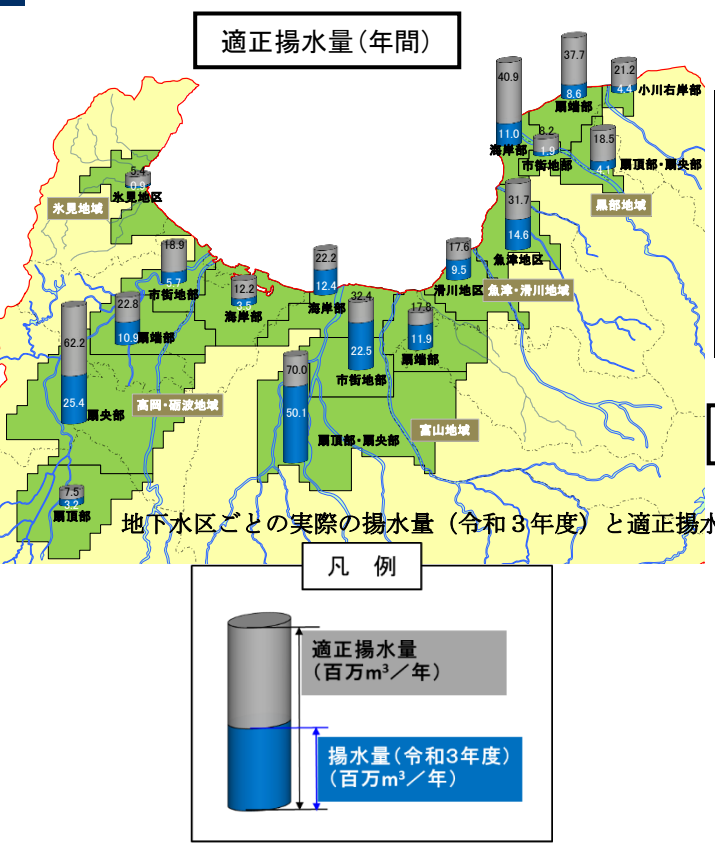 適正揚水量(年間)
37.7
8.6
扇端部
21.2
4.4
小川右岸部
40.9
11.0
海岸部
8.2
1.9
市街地部
18.5
4.1
扇頂部・扇央部
黒部地域
5.4
0.3
氷見地区
氷見地域
31.7
14.6
魚津地区
18.9
5.7
市街地部
22.2
12.4
海岸部
17.6
9.5
滑川地区
魚津・滑川地域
12.2
3.5
海岸部
22.8
10.9
扇端部
32.4
22.5
市街地部
17.8
11.9
扇端部
62.2
25.4
扇央部
高岡・砺波地域
70.0
50.1
扇頂部・扇央部
富山地域
7.5
3.2
扇頂部
地下水区ごとの実際の揚水量(令和3年度)と適正揚水
凡 例
適正揚水量
(百万m³/年)
揚水量(令和3年度)
(百万m³/年)